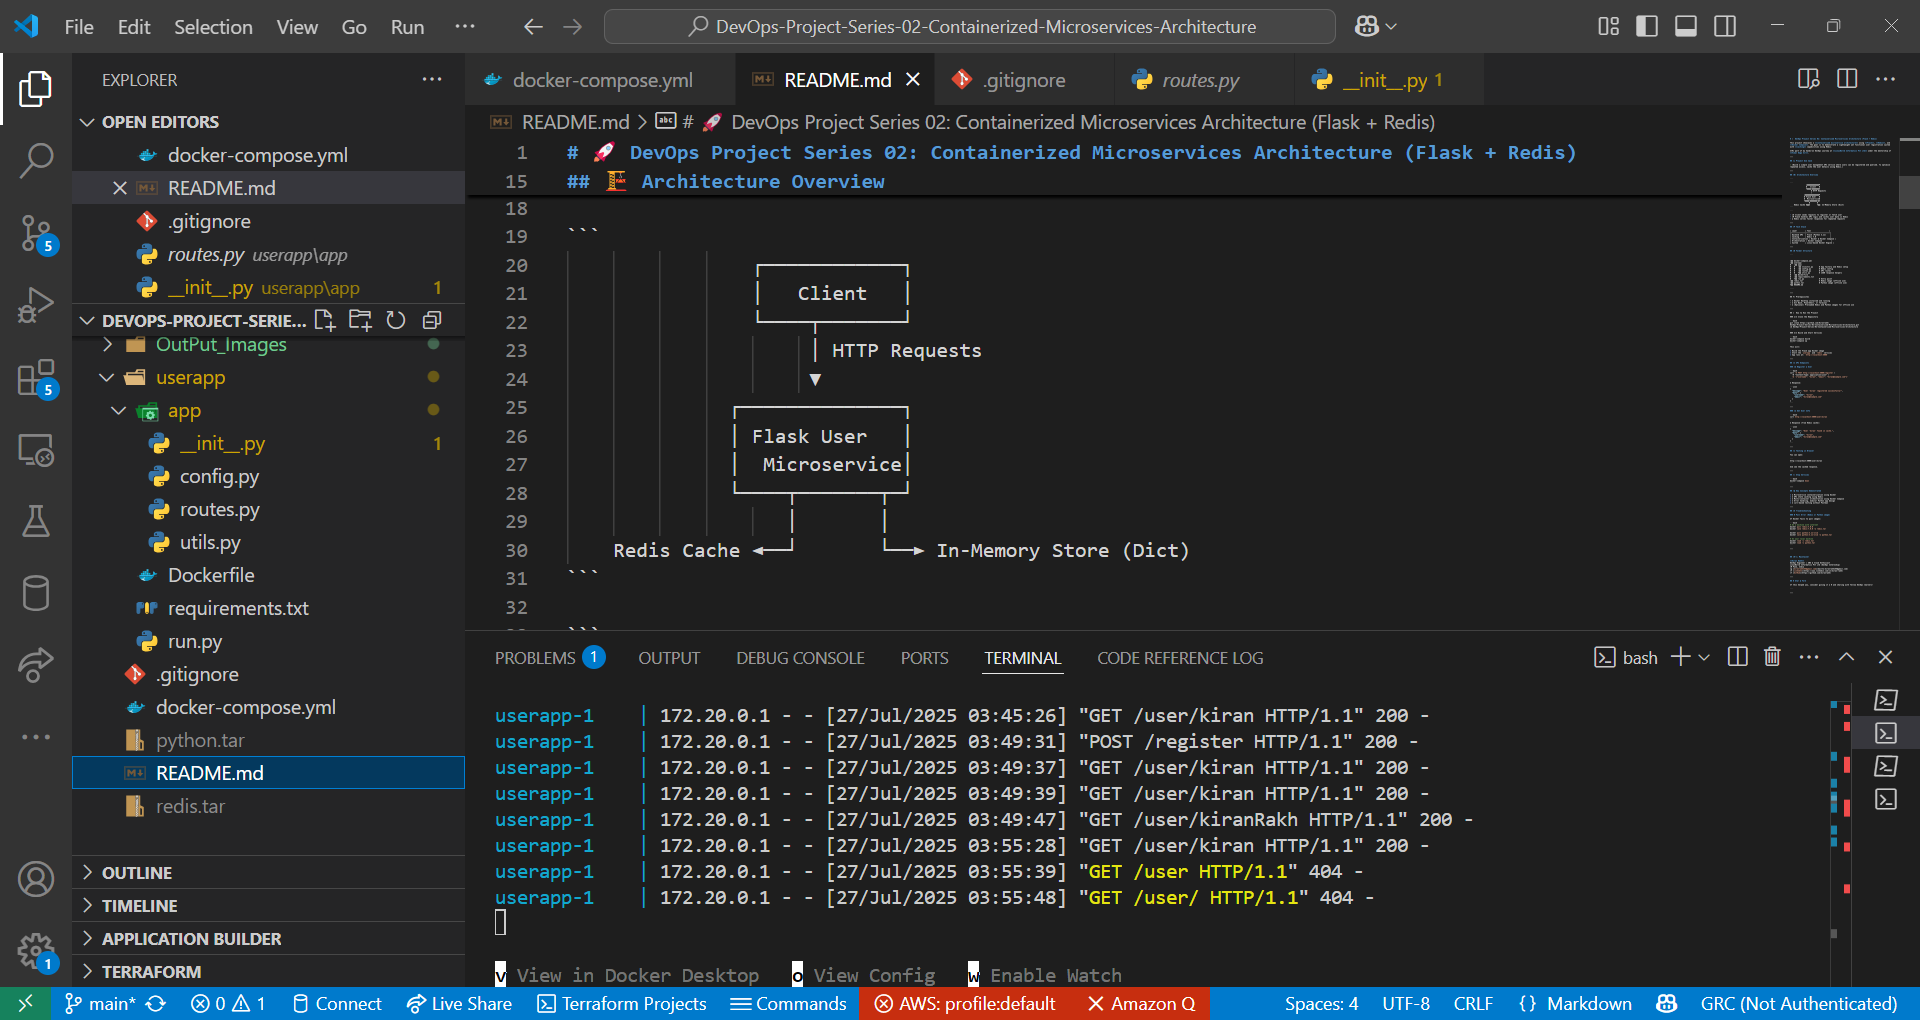 File Edit Selection View Go Run ··· DevOps-Project-Series-02-Containerized-Microservices-Architecture
EXPLORER
OPEN EDITORS
docker-compose.yml
README.md
.gitignore
routes.py userapp\app
__init__.py userapp\app 1
DEVOPS-PROJECT-SERIE...
OutPut_Images
userapp
app
__init__.py 1
config.py
routes.py
utils.py
Dockerfile
requirements.txt
run.py
.gitignore
docker-compose.yml
python.tar
README.md
redis.tar
OUTLINE
TIMELINE
APPLICATION BUILDER
TERRAFORM
5
5
1
docker-compose.yml README.md .gitignore routes.py __init__.py 1
README.md > # 🚀 DevOps Project Series 02: Containerized Microservices Architecture (Flask + Redis)
1 # 🚀 DevOps Project Series 02: Containerized Microservices Architecture (Flask + Redis)
15 ## 🏗 Architecture Overview
18
19 ```
20
21 Client
22
23 HTTP Requests
24 ▼
25
26 Flask User
27 Microservice
28
29
30 Redis Cache ◄──┘ └──► In-Memory Store (Dict)
31 ```
32
PROBLEMS 1 OUTPUT DEBUG CONSOLE PORTS TERMINAL CODE REFERENCE LOG bash
userapp-1 | 172.20.0.1 - - [27/Jul/2025 03:45:26] "GET /user/kiran HTTP/1.1" 200 -
userapp-1 | 172.20.0.1 - - [27/Jul/2025 03:49:31] "POST /register HTTP/1.1" 200 -
userapp-1 | 172.20.0.1 - - [27/Jul/2025 03:49:37] "GET /user/kiran HTTP/1.1" 200 -
userapp-1 | 172.20.0.1 - - [27/Jul/2025 03:49:39] "GET /user/kiran HTTP/1.1" 200 -
userapp-1 | 172.20.0.1 - - [27/Jul/2025 03:49:47] "GET /user/kiranRakh HTTP/1.1" 200 -
userapp-1 | 172.20.0.1 - - [27/Jul/2025 03:55:28] "GET /user/kiran HTTP/1.1" 200 -
userapp-1 | 172.20.0.1 - - [27/Jul/2025 03:55:39] "GET /user HTTP/1.1" 404 -
userapp-1 | 172.20.0.1 - - [27/Jul/2025 03:55:48] "GET /user/ HTTP/1.1" 404 -
v View in Docker Desktop o View Config w Enable Watch
main* 0 1 Connect Live Share Terraform Projects Commands AWS: profile:default Amazon Q Spaces: 4 UTF-8 CRLF {} Markdown GRC (Not Authenticated)